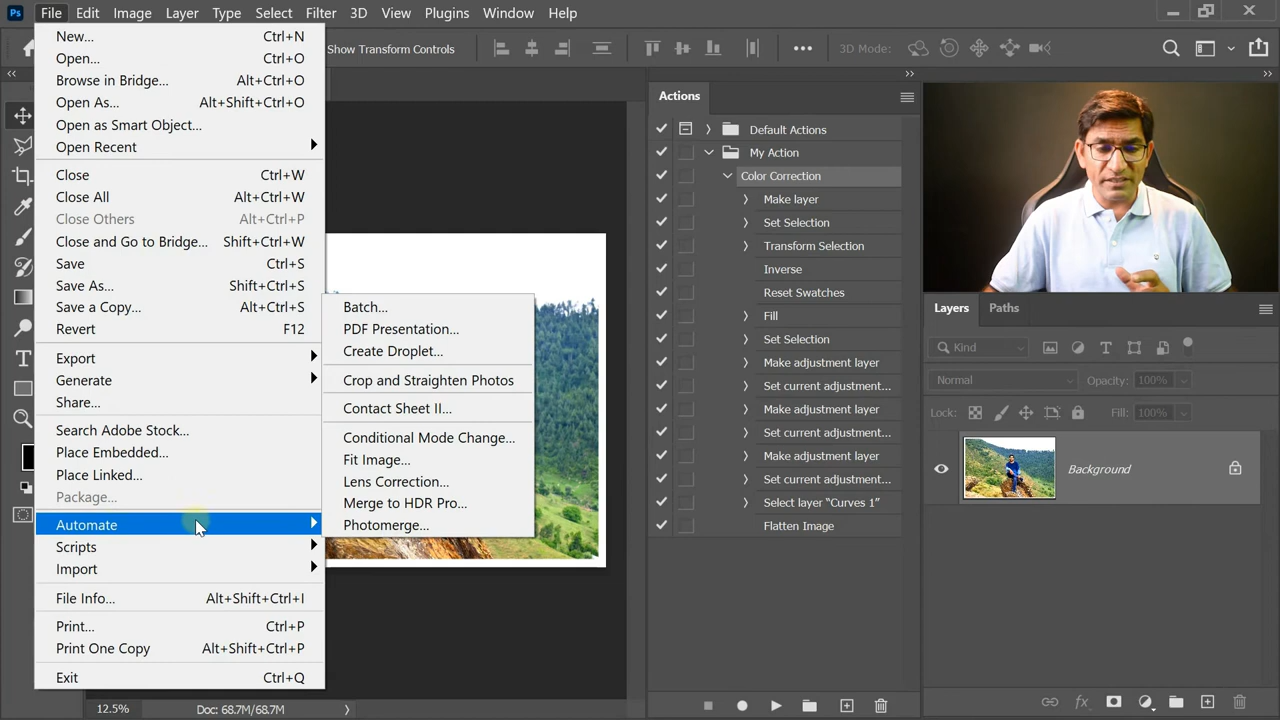 Ps File Edit Image Layer Type Select Filter 3D View Plugins Window Help
Show Transform Controls
3D Mode:
New... Ctrl+N
Open... Ctrl+O
Browse in Bridge... Alt+Ctrl+O
Open As... Alt+Shift+Ctrl+O
Open as Smart Object...
Open Recent
Close Ctrl+W
Close All Alt+Ctrl+W
Close Others Alt+Ctrl+P
Close and Go to Bridge... Shift+Ctrl+W
Save Ctrl+S
Save As... Shift+Ctrl+S
Save a Copy... Alt+Ctrl+S
Revert F12
Export
Generate
Share...
Search Adobe Stock...
Place Embedded...
Place Linked...
Package...
Automate
Scripts
Import
File Info... Alt+Shift+Ctrl+I
Print... Ctrl+P
Print One Copy Alt+Shift+Ctrl+P
Exit Ctrl+Q
Batch...
PDF Presentation...
Create Droplet...
Crop and Straighten Photos
Contact Sheet II...
Conditional Mode Change...
Fit Image...
Lens Correction...
Merge to HDR Pro...
Photomerge...
12.5% Doc: 68.7M/68.7M
Actions
Default Actions
My Action
Color Correction
Make layer
Set Selection
Transform Selection
Inverse
Reset Swatches
Fill
Set Selection
Make adjustment layer
Set current adjustment...
Make adjustment layer
Set current adjustment...
Make adjustment layer
Set current adjustment...
Select layer “Curves 1”
Flatten Image
Layers Paths
Kind
Normal Opacity: 100%
Lock: Fill: 100%
Background
fx